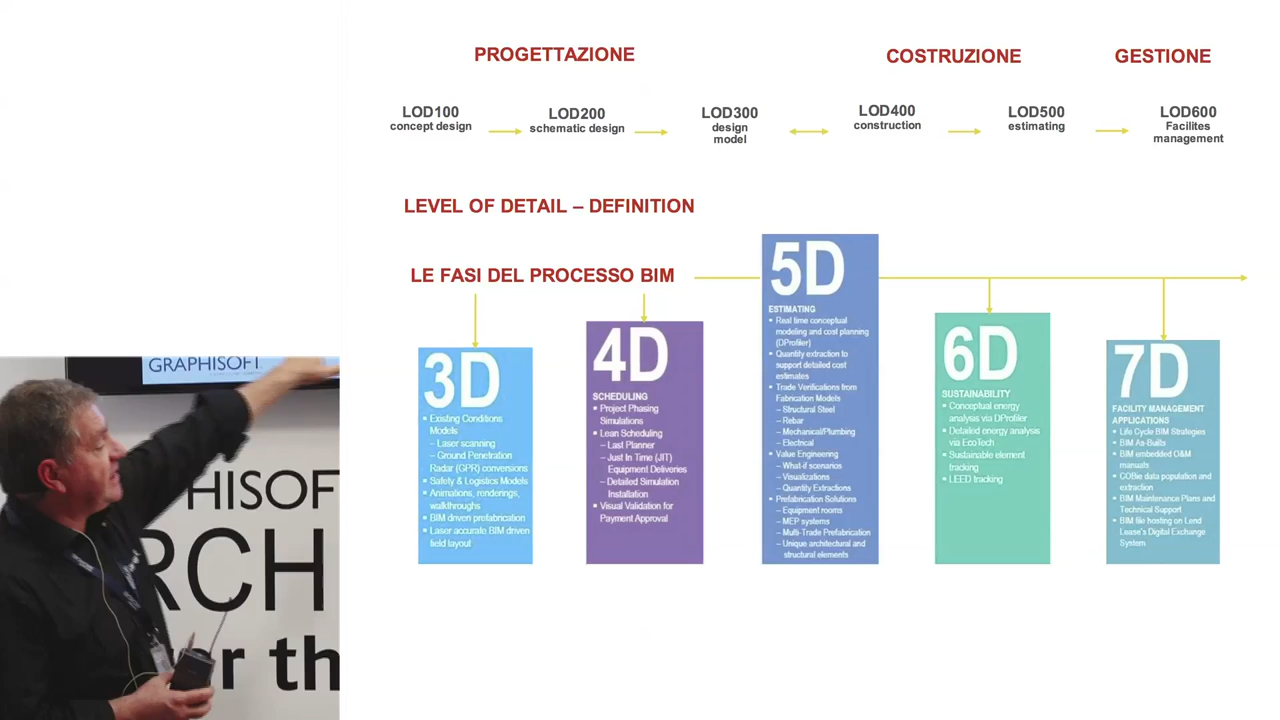 PROGETTAZIONE
COSTRUZIONE
GESTIONE
LOD100
concept design
LOD200
schematic design
LOD300
design
model
LOD400
construction
LOD500
estimating
LOD600
Facilites
management
LEVEL OF DETAIL – DEFINITION
LE FASI DEL PROCESSO BIM
3D
▪ Existing Conditions
Models
– Laser scanning
– Ground Penetration
Radar (GPR) conversions
▪ Safety & Logistics Models
▪ Animations, renderings,
walkthroughs
▪ BIM driven prefabrication
▪ Laser accurate BIM driven
field layout
4D
SCHEDULING
▪ Project Phasing
Simulations
▪ Lean Scheduling
– Last Planner
– Just In Time (JIT)
Equipment Deliveries
– Detailed Simulation
Installation
▪ Visual Validation for
Payment Approval
5D
ESTIMATING
▪ Real time conceptual
modeling and cost planning
(DProfiler)
▪ Quantity extraction to
support detailed cost
estimates
▪ Trade Verifications from
Fabrication Models
– Structural Steel
– Rebar
– Mechanical/Plumbing
– Electrical
▪ Value Engineering
– What-if scenarios
– Visualizations
– Quantity Extractions
▪ Prefabrication Solutions
– Equipment rooms
– MEP systems
– Multi-Trade Prefabrication
– Unique architectural and
structural elements
6D
SUSTAINABILITY
▪ Conceptual energy
analysis via DProfiler
▪ Detailed energy analysis
via EcoTech
▪ Sustainable element
tracking
▪ LEED tracking
7D
FACILITY MANAGEMENT
APPLICATIONS
▪ Life Cycle BIM Strategies
▪ BIM As-Builts
▪ BIM embedded O&M
manuals
▪ COBie data population and
extraction
▪ BIM Maintenance Plans and
Technical Support
▪ BIM file hosting on Lend
Lease's Digital Exchange
System
GRAPHISOFT
HISOF
RCH
er th